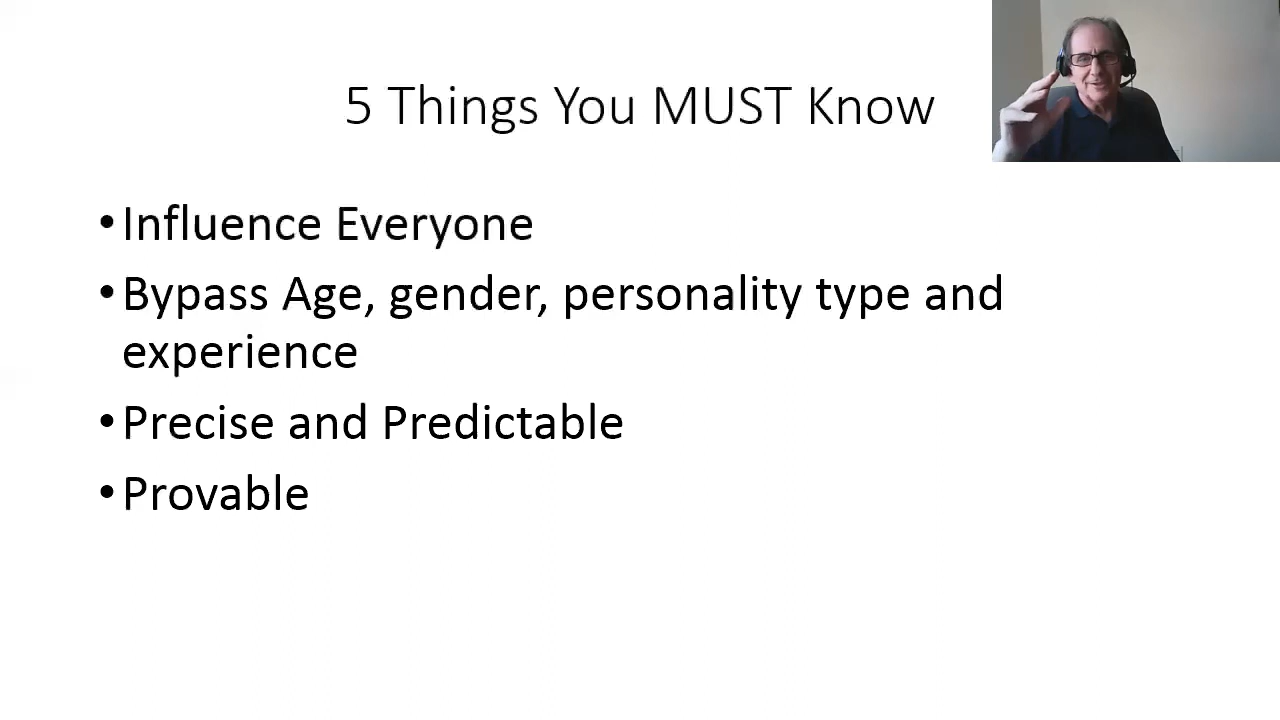 5 Things You MUST Know
•Influence Everyone
•Bypass Age, gender, personality type and
experience
•Precise and Predictable
•Provable